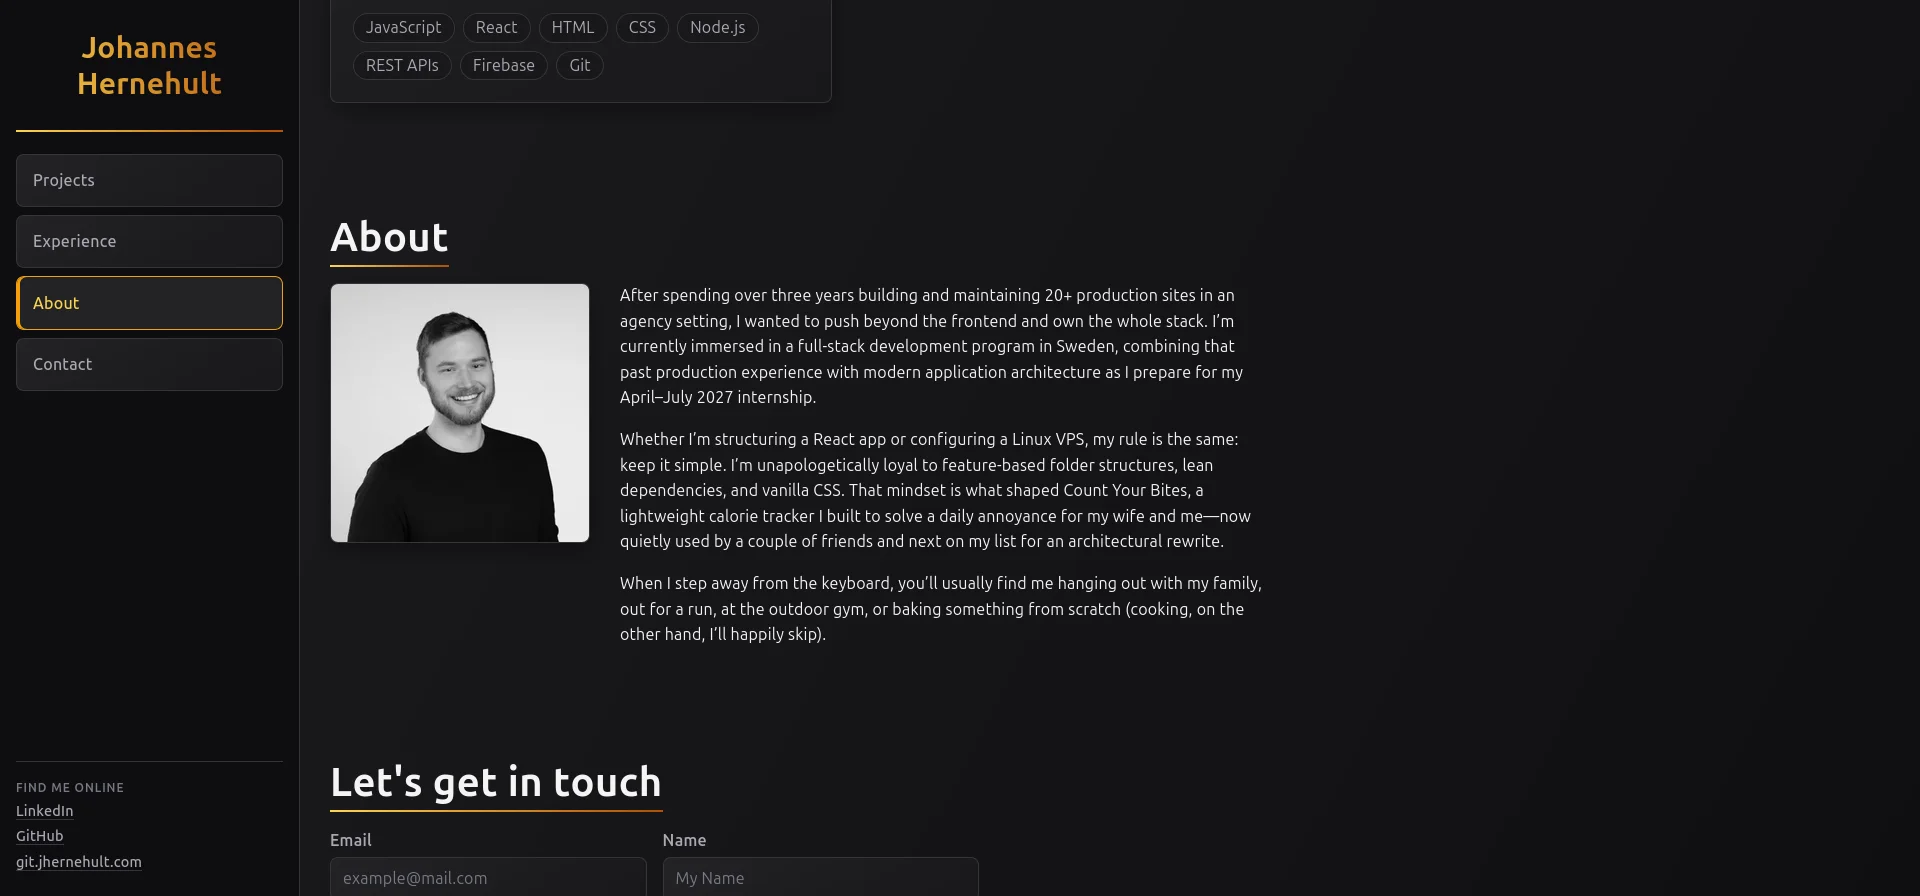 Johannes
Hernehult
Projects
Experience
About
Contact
FIND ME ONLINE
LinkedIn
GitHub
git.jhernehult.com
JavaScript
React
HTML
CSS
Node.js
REST APIs
Firebase
Git
About
After spending over three years building and maintaining 20+ production sites in an
agency setting, I wanted to push beyond the frontend and own the whole stack. I’m
currently immersed in a full-stack development program in Sweden, combining that
past production experience with modern application architecture as I prepare for my
April–July 2027 internship.
Whether I’m structuring a React app or configuring a Linux VPS, my rule is the same:
keep it simple. I’m unapologetically loyal to feature-based folder structures, lean
dependencies, and vanilla CSS. That mindset is what shaped Count Your Bites, a
lightweight calorie tracker I built to solve a daily annoyance for my wife and me—now
quietly used by a couple of friends and next on my list for an architectural rewrite.
When I step away from the keyboard, you’ll usually find me hanging out with my family,
out for a run, at the outdoor gym, or baking something from scratch (cooking, on the
other hand, I’ll happily skip).
Let's get in touch
Email
Name
example@mail.com
My Name